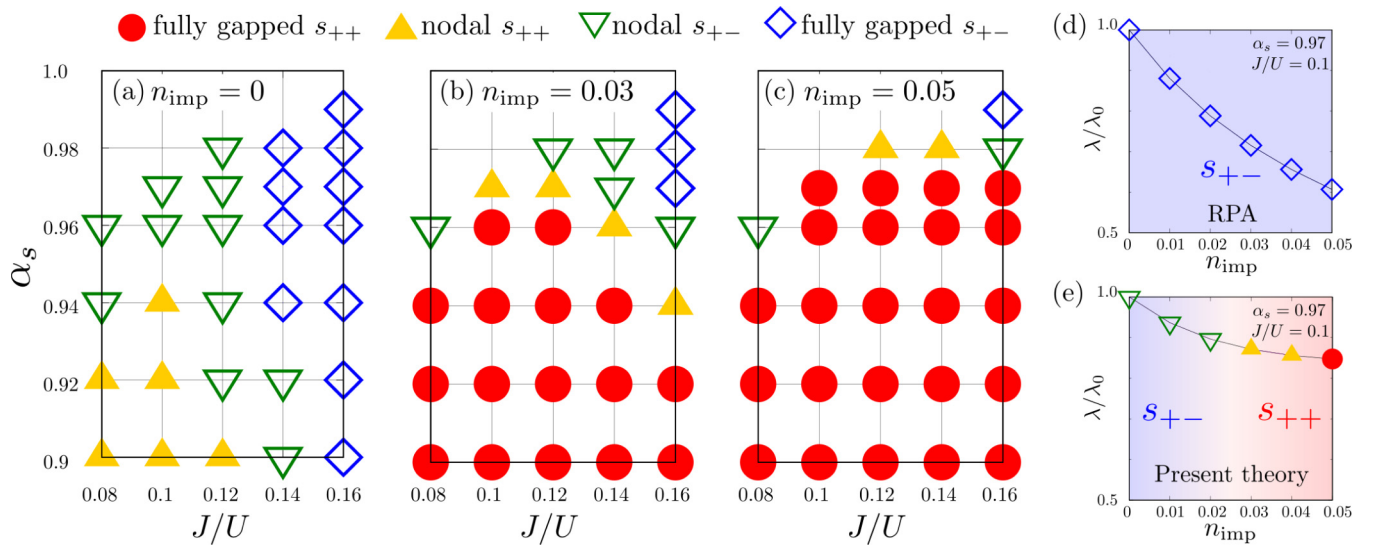 fully gapped s₊₊ nodal s₊₊ nodal s₊₋ fully gapped s₊₋
(a) n_imp = 0
(b) n_imp = 0.03
(c) n_imp = 0.05
α_s
1.0
0.98
0.96
0.94
0.92
0.9
0.08 0.1 0.12 0.14 0.16
J/U
0.08 0.1 0.12 0.14 0.16
J/U
0.08 0.1 0.12 0.14 0.16
J/U
(d)
α_s = 0.97
J/U = 0.1
λ/λ₀
1.0
0.5
s₊₋
RPA
0 0.01 0.02 0.03 0.04 0.05
n_imp
(e)
α_s = 0.97
J/U = 0.1
λ/λ₀
1.0
0.5
s₊₋ s₊₊
Present theory
0 0.01 0.02 0.03 0.04 0.05
n_imp